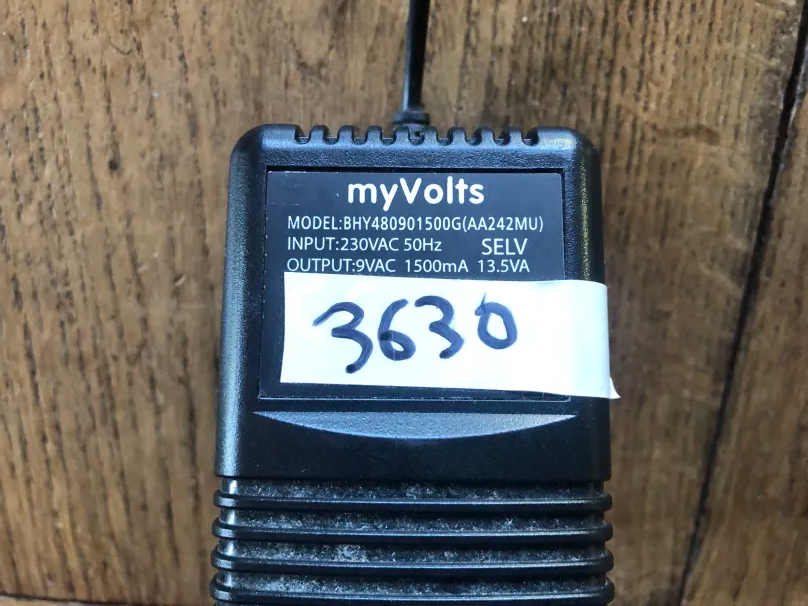 myVolts
MODEL:BHY480901500G(AA242MU)
INPUT:230VAC 50Hz SELV
OUTPUT:9VAC 1500mA 13.5VA
3630